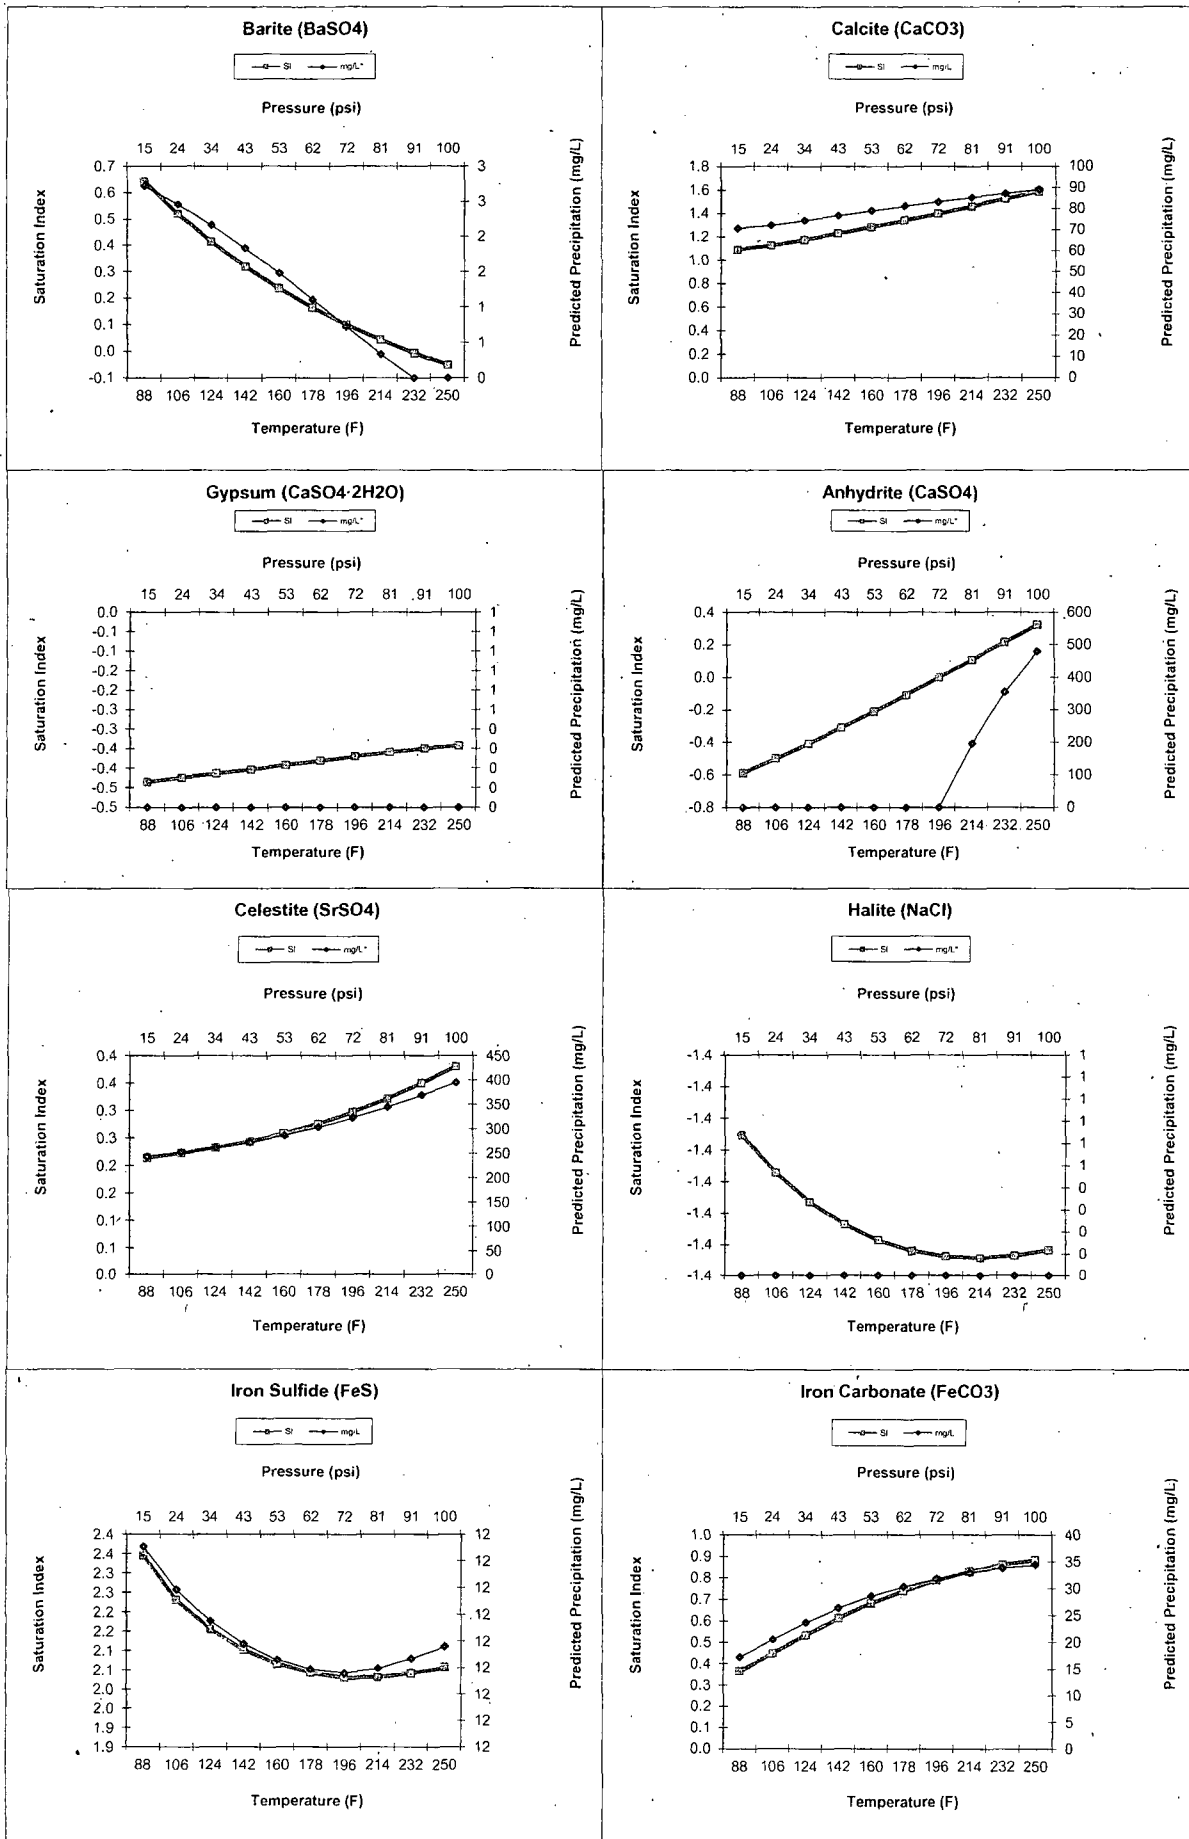 Barite (BaSO4)
SI mg/L*
Pressure (psi)
15 24 34 43 53 62 72 81 91 100
Saturation Index
0.7
0.6
0.5
0.4
0.3
0.2
0.1
0.0
-0.1
3
3
2
2
1
1
0
Predicted Precipitation (mg/L)
88 106 124 142 160 178 196 214 232 250
Temperature (F)
Calcite (CaCO3)
SI mg/L
Pressure (psi)
15 24 34 43 53 62 72 81 91 100
Saturation Index
1.8
1.6
1.4
1.2
1.0
0.8
0.6
0.4
0.2
0.0
100
90
80
70
60
50
40
30
20
10
0
Predicted Precipitation (mg/L)
88 106 124 142 160 178 196 214 232 250
Temperature (F)
Gypsum (CaSO4·2H2O)
SI mg/L*
Pressure (psi)
15 24 34 43 53 62 72 81 91 100
Saturation Index
0.0
-0.1
-0.1
-0.2
-0.2
-0.3
-0.3
-0.4
-0.4
-0.5
-0.5
1
1
1
1
1
1
0
0
0
0
0
Predicted Precipitation (mg/L)
88 106 124 142 160 178 196 214 232 250
Temperature (F)
Anhydrite (CaSO4)
SI mg/L*
Pressure (psi)
15 24 34 43 53 62 72 81 91 100
Saturation Index
0.4
0.2
0.0
-0.2
-0.4
-0.6
-0.8
600
500
400
300
200
100
0
Predicted Precipitation (mg/L)
88 106 124 142 160 178 196 214 232 250
Temperature (F)
Celestite (SrSO4)
SI mg/L*
Pressure (psi)
15 24 34 43 53 62 72 81 91 100
Saturation Index
0.4
0.4
0.3
0.3
0.2
0.2
0.1
0.1
0.0
450
400
350
300
250
200
150
100
50
0
Predicted Precipitation (mg/L)
88 106 124 142 160 178 196 214 232 250
Temperature (F)
Halite (NaCl)
SI mg/L*
Pressure (psi)
15 24 34 43 53 62 72 81 91 100
Saturation Index
-1.4
-1.4
-1.4
-1.4
-1.4
-1.4
-1.4
-1.4
1
1
1
1
1
1
0
0
0
0
0
Predicted Precipitation (mg/L)
88 106 124 142 160 178 196 214 232 250
Temperature (F)
Iron Sulfide (FeS)
SI mg/L
Pressure (psi)
15 24 34 43 53 62 72 81 91 100
Saturation Index
2.4
2.4
2.3
2.3
2.2
2.2
2.1
2.1
2.0
2.0
1.9
1.9
12
12
12
12
12
12
12
12
12
Predicted Precipitation (mg/L)
88 106 124 142 160 178 196 214 232 250
Temperature (F)
Iron Carbonate (FeCO3)
SI mg/L
Pressure (psi)
15 24 34 43 53 62 72 81 91 100
Saturation Index
1.0
0.9
0.8
0.7
0.6
0.5
0.4
0.3
0.2
0.1
0.0
40
35
30
25
20
15
10
5
0
Predicted Precipitation (mg/L)
88 106 124 142 160 178 196 214 232 250
Temperature (F)